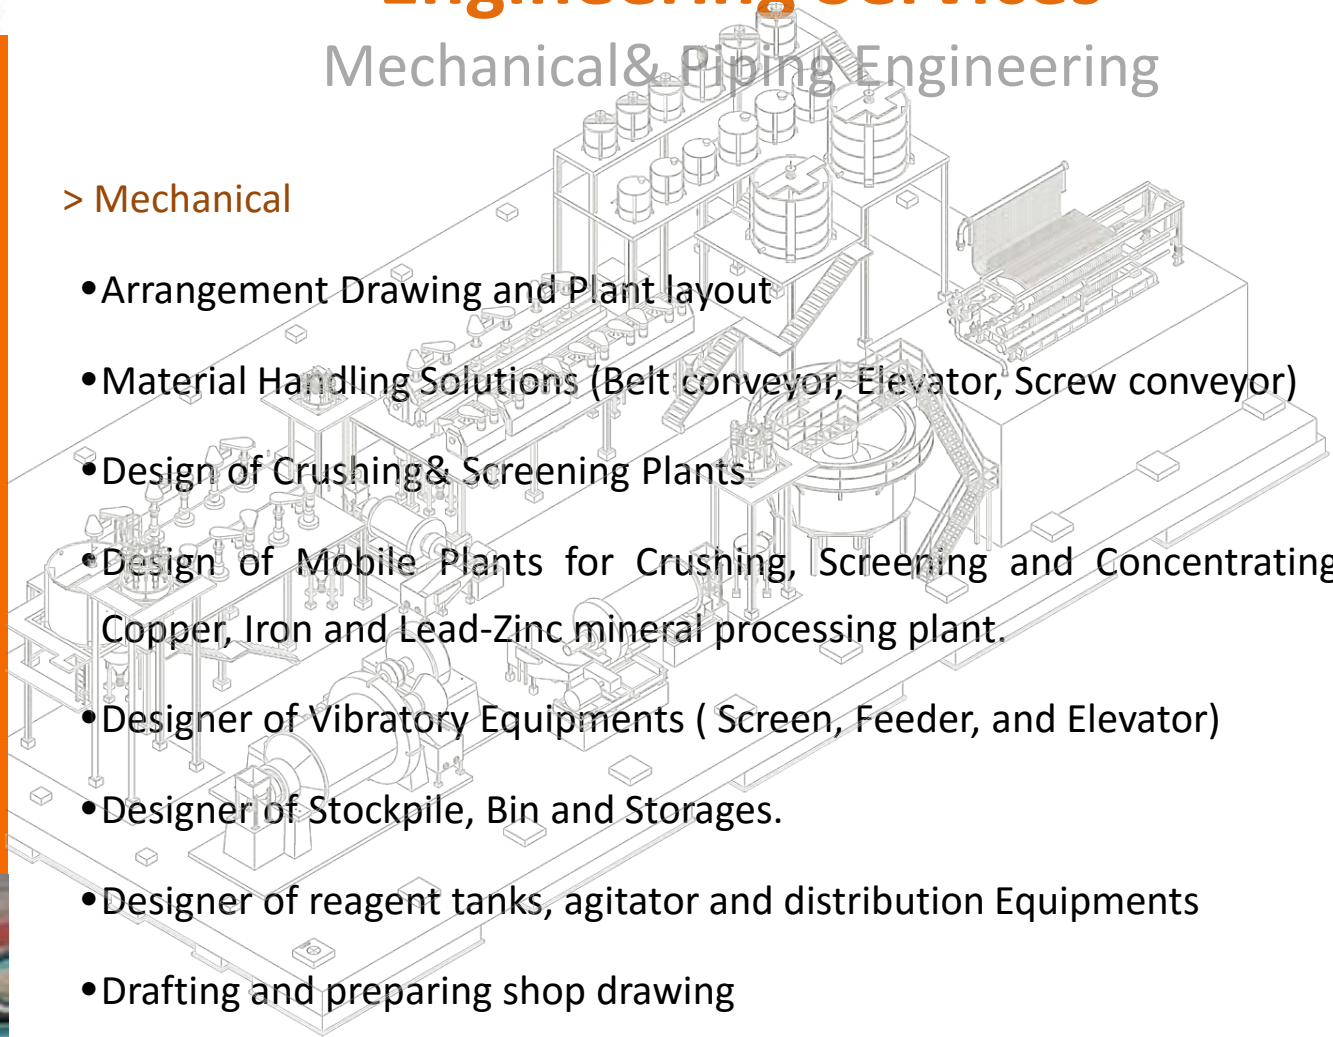 Engineering Services
Mechanical& Piping Engineering
> Mechanical
•Arrangement Drawing and Plant layout
•Material Handling Solutions (Belt conveyor, Elevator, Screw conveyor)
•Design of Crushing& Screening Plants
•Design of Mobile Plants for Crushing, Screening and Concentrating
Copper, Iron and Lead-Zinc mineral processing plant.
•Designer of Vibratory Equipments ( Screen, Feeder, and Elevator)
•Designer of Stockpile, Bin and Storages.
•Designer of reagent tanks, agitator and distribution Equipments
•Drafting and preparing shop drawing